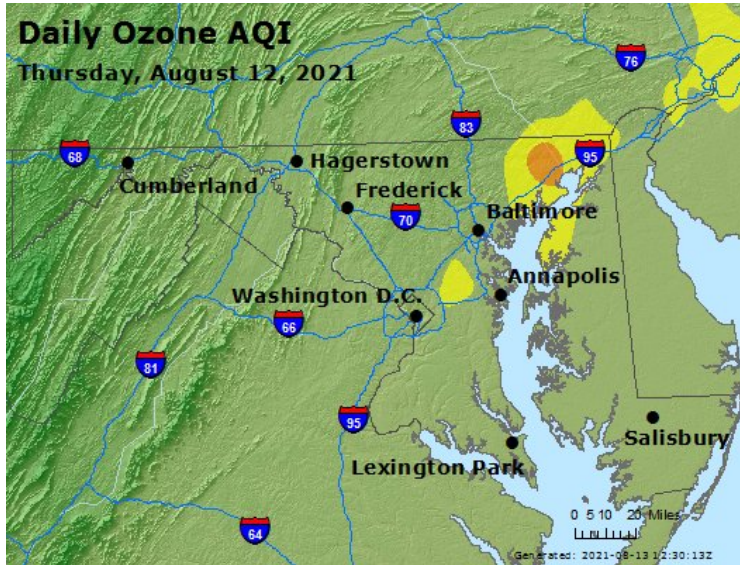 Daily Ozone AQI
Thursday, August 12, 2021
76
83
68
95
Hagerstown
Cumberland
Frederick
70
Baltimore
Annapolis
Washington D.C.
66
81
95
Salisbury
Lexington Park
0 5 10 20 Miles
N
64
Generated: 2021-08-13 12:30:13Z